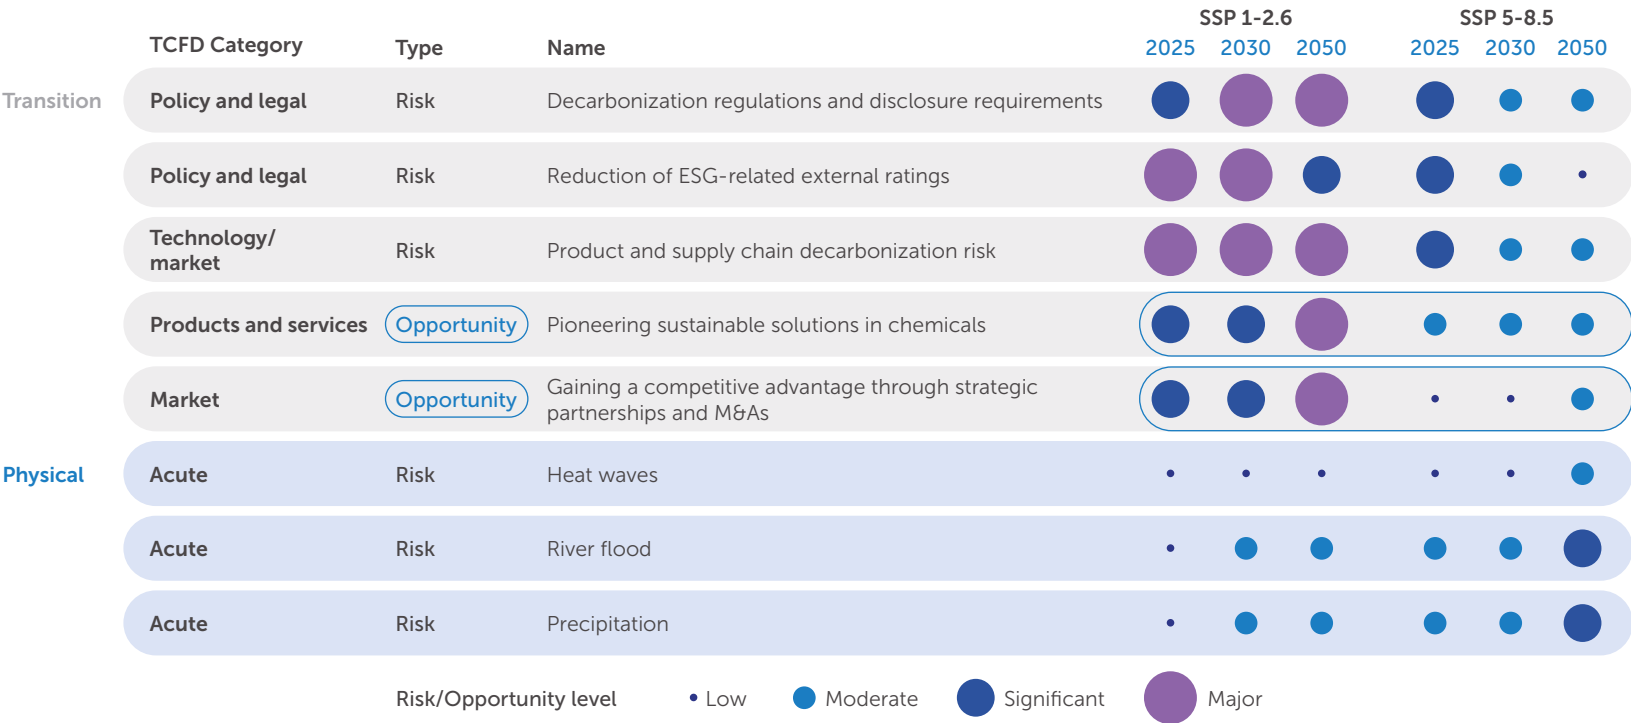 SSP 1-2.6 SSP 5-8.5
TCFD Category Type Name 2025 2030 2050 2025 2030 2050
Transition Policy and legal Risk Decarbonization regulations and disclosure requirements
Policy and legal Risk Reduction of ESG-related external ratings
Technology/
market Risk Product and supply chain decarbonization risk
Products and services Opportunity Pioneering sustainable solutions in chemicals
Market Opportunity Gaining a competitive advantage through strategic
partnerships and M&As
Physical Acute Risk Heat waves
Acute Risk River flood
Acute Risk Precipitation
Risk/Opportunity level Low Moderate Significant Major